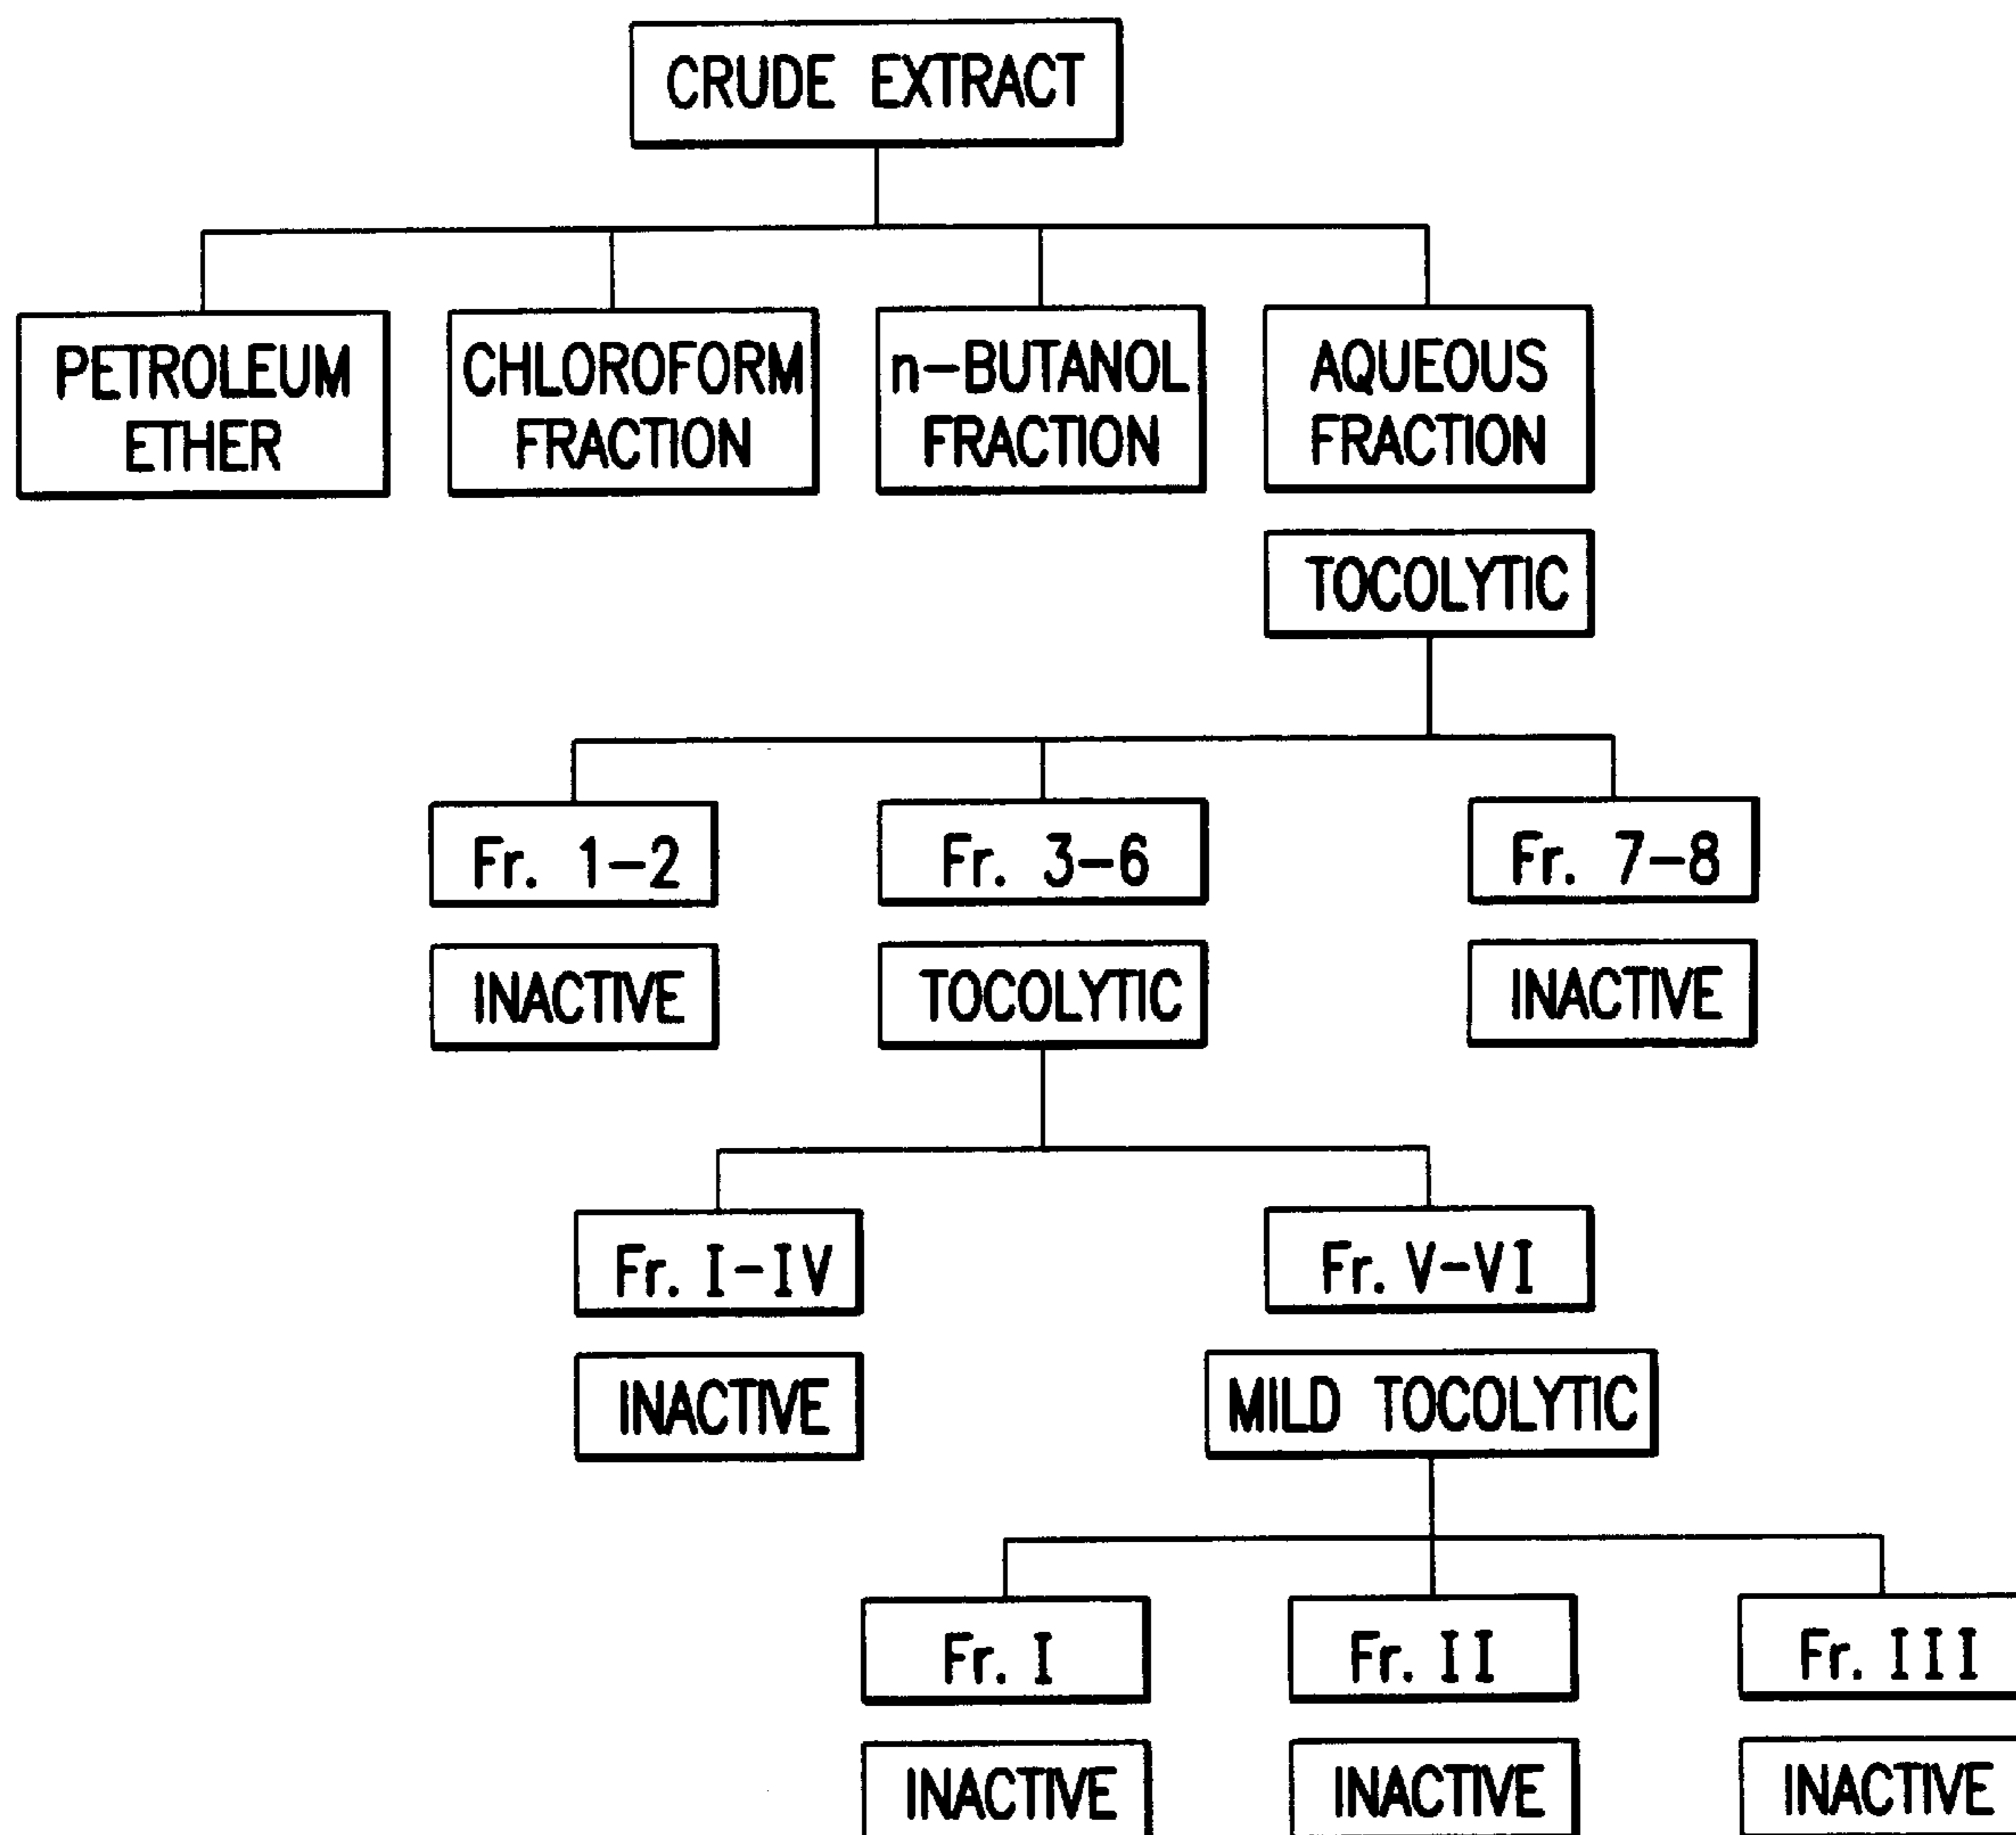 CRUDE EXTRACT
PETROLEUM
ETHER
CHLOROFORM
FRACTION
n-BUTANOL
FRACTION
AQUEOUS
FRACTION
TOCOLYTIC
Fr. 1-2
Fr. 3-6
Fr. 7-8
INACTIVE
TOCOLYTIC
INACTIVE
Fr. I-IV
Fr. V-VI
INACTIVE
MILD TOCOLYTIC
Fr. I
Fr. II
Fr. III
INACTIVE
INACTIVE
INACTIVE